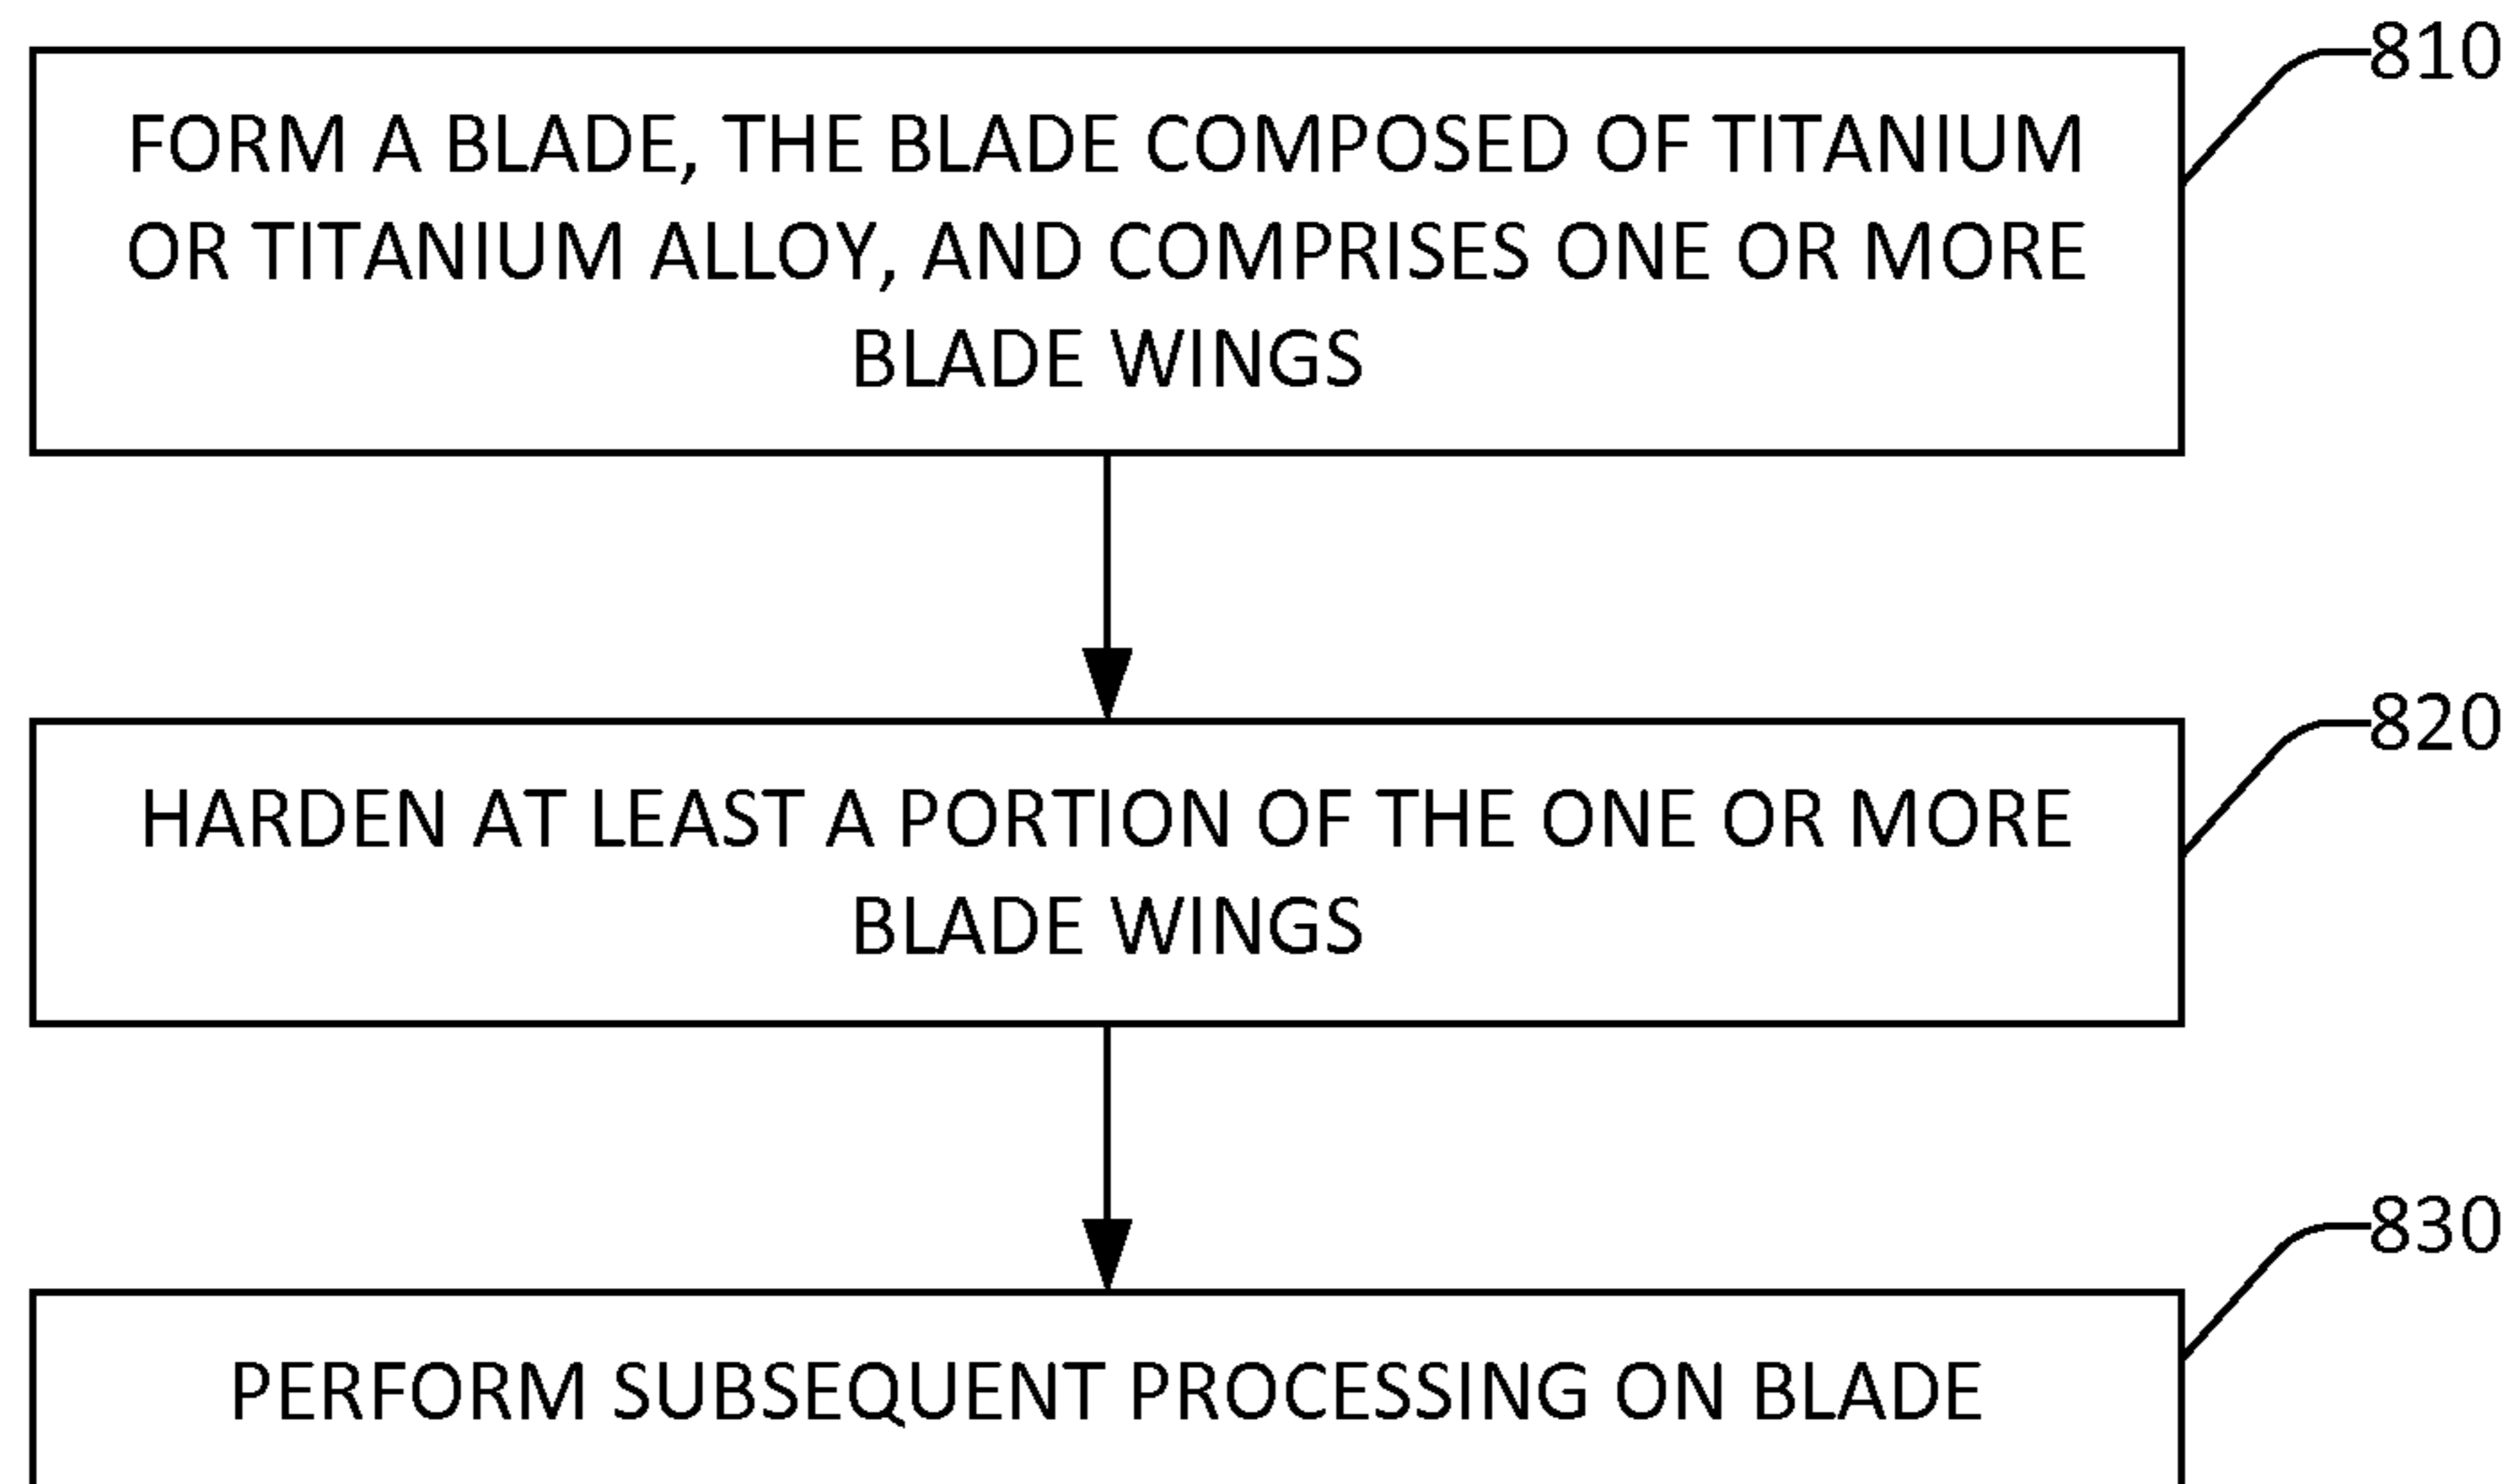 810
FORM A BLADE, THE BLADE COMPOSED OF TITANIUM
OR TITANIUM ALLOY, AND COMPRISES ONE OR MORE
BLADE WINGS
820
HARDEN AT LEAST A PORTION OF THE ONE OR MORE
BLADE WINGS
830
PERFORM SUBSEQUENT PROCESSING ON BLADE